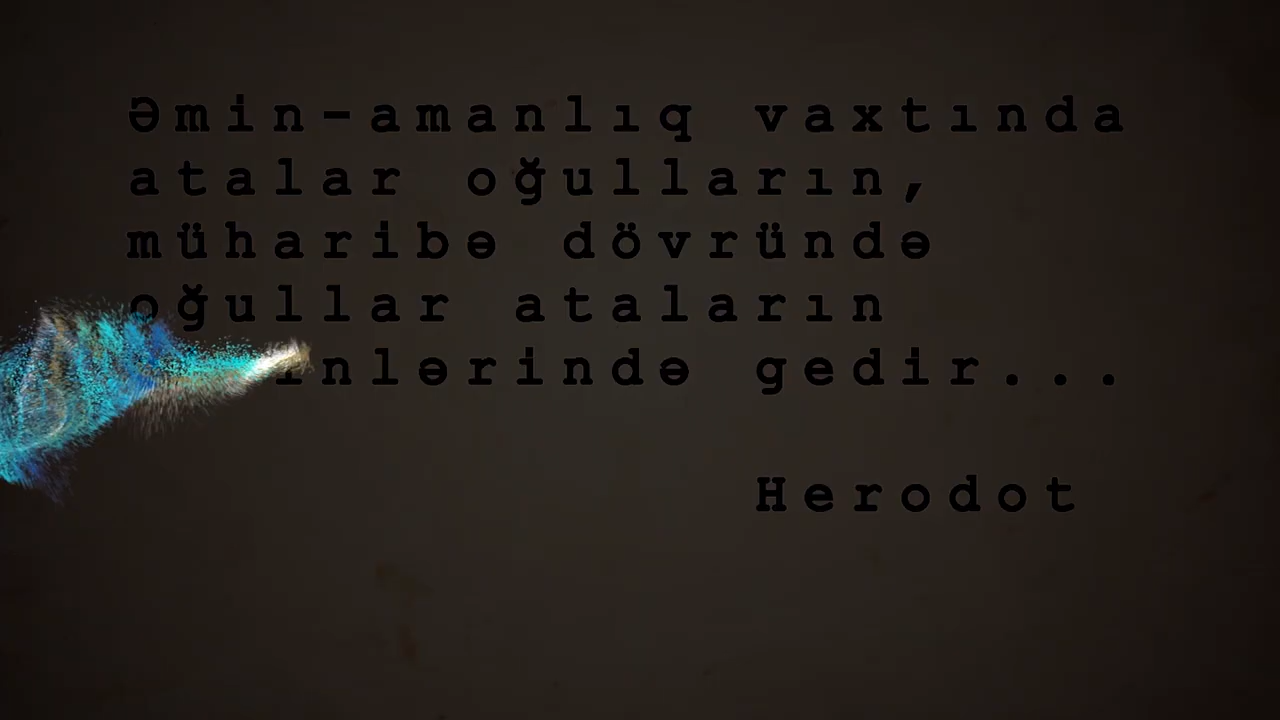 Əmin-amanlıq vaxtında
atalar oğulların,
müharibə dövründə
oğullar ataların
gedir...
Herodot